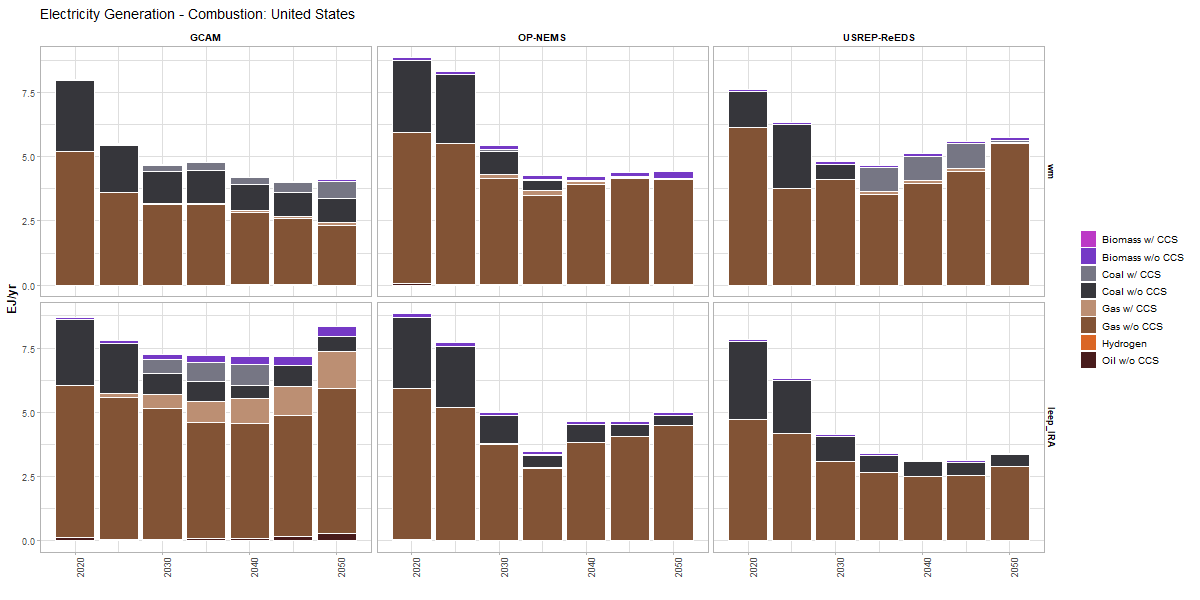 Electricity Generation - Combustion: United States
GCAM
OP-NEMS
USREP-ReEDS
7.5
5.0
2.5
0.0
wm
7.5
5.0
2.5
0.0
leep_IRA
EJ/yr
2020
2030
2040
2050
2020
2030
2040
2050
2020
2030
2040
2050
Biomass w/ CCS
Biomass w/o CCS
Coal w/ CCS
Coal w/o CCS
Gas w/ CCS
Gas w/o CCS
Hydrogen
Oil w/o CCS